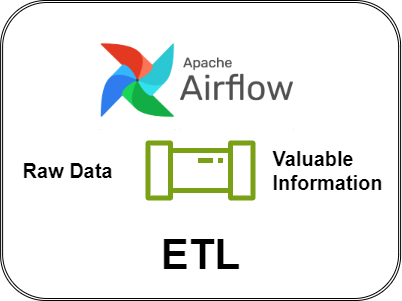 Apache
Airflow
Raw Data
Valuable
Information
ETL